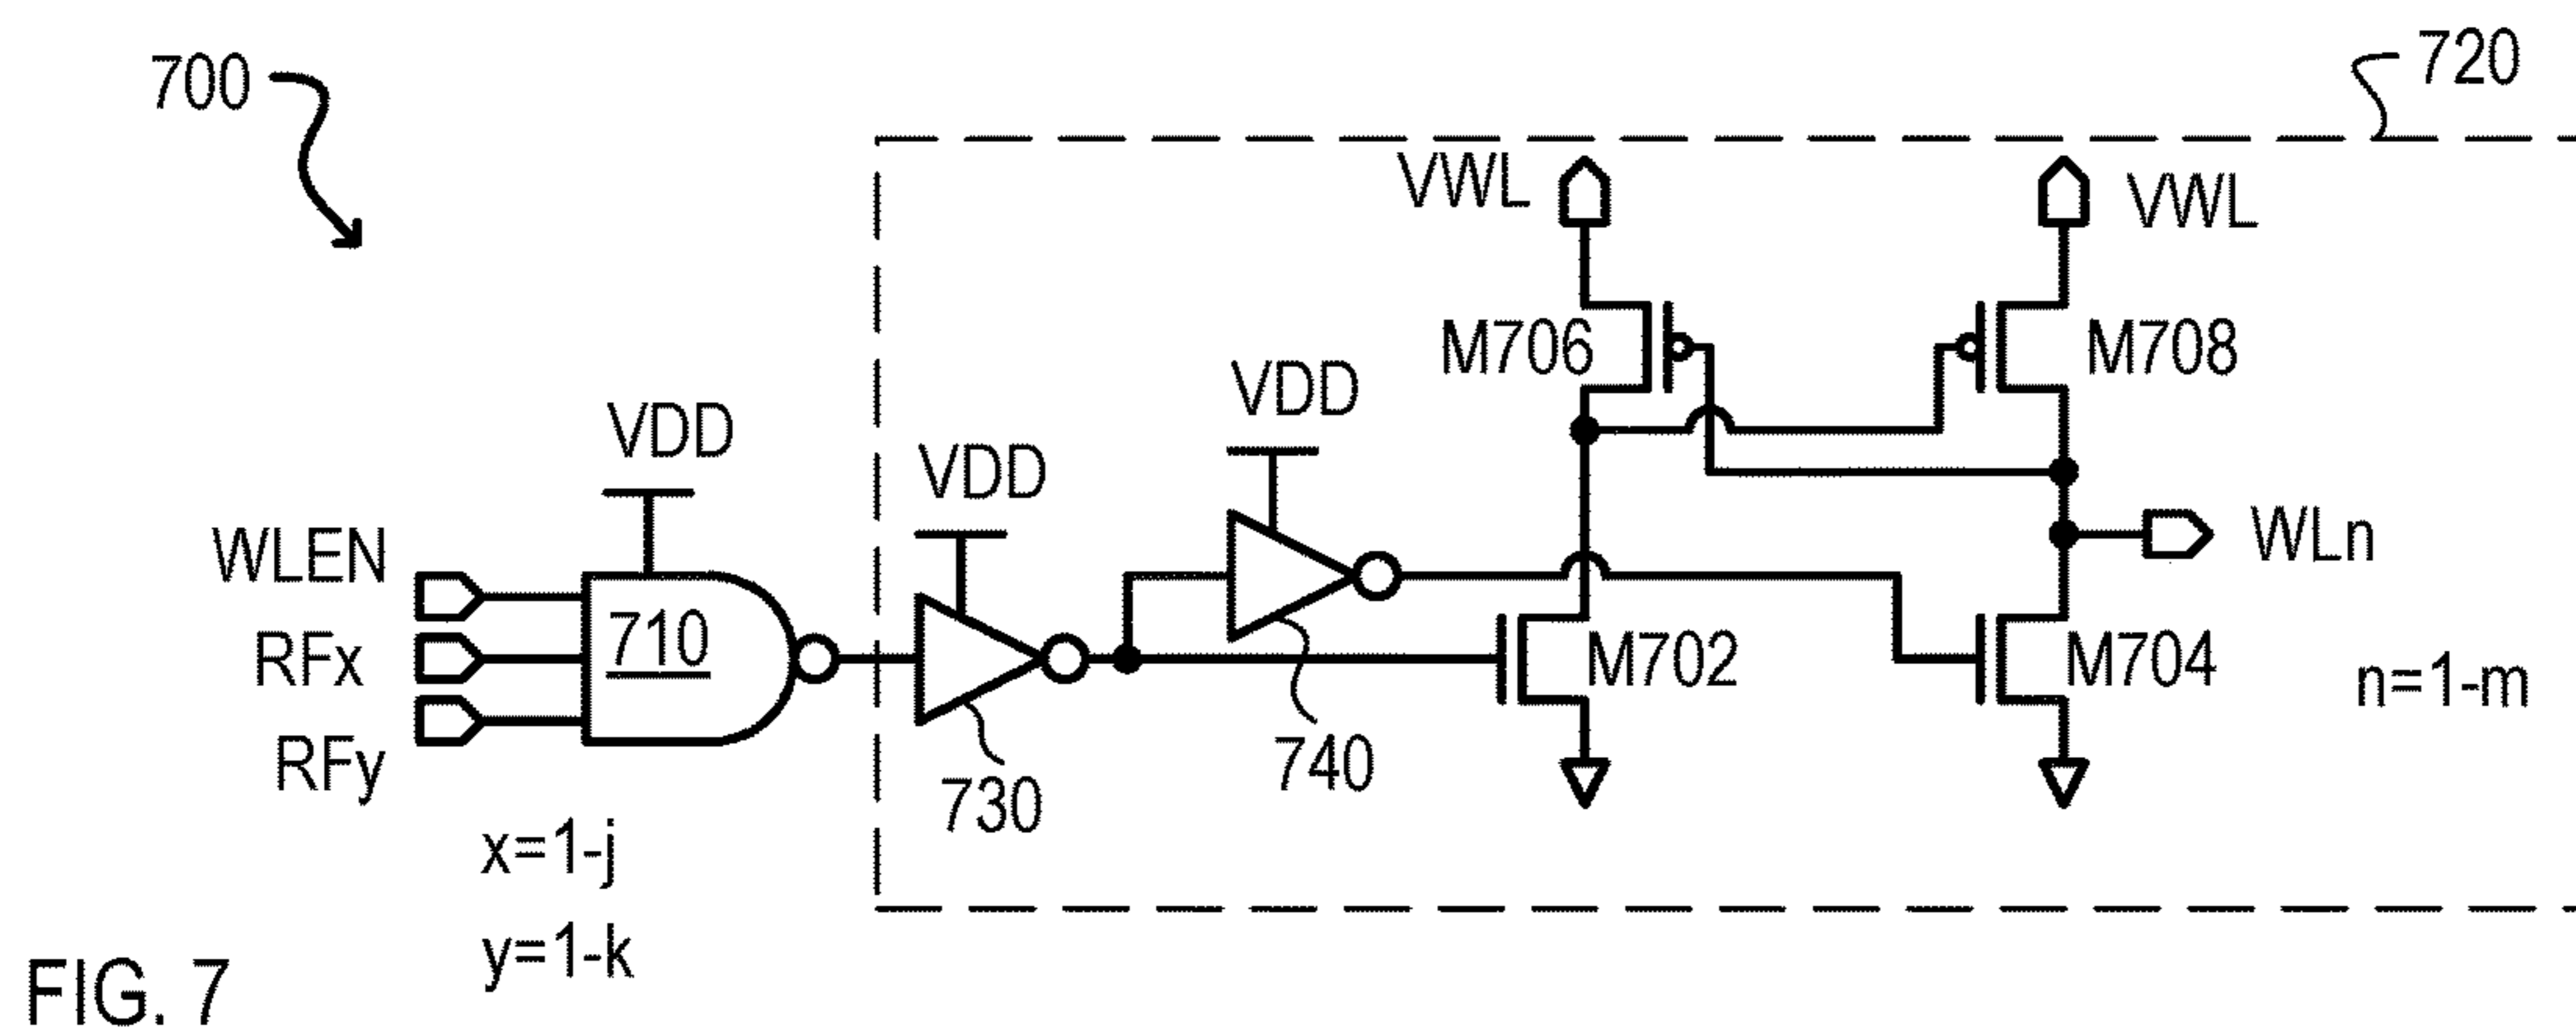 700
720
VWL
VWL
M706
M708
VDD
VDD
VDD
WLEN
710
WLn
RFx
M702
M704
n=1-m
RFy
730
740
x=1-j
y=1-k
FIG. 7